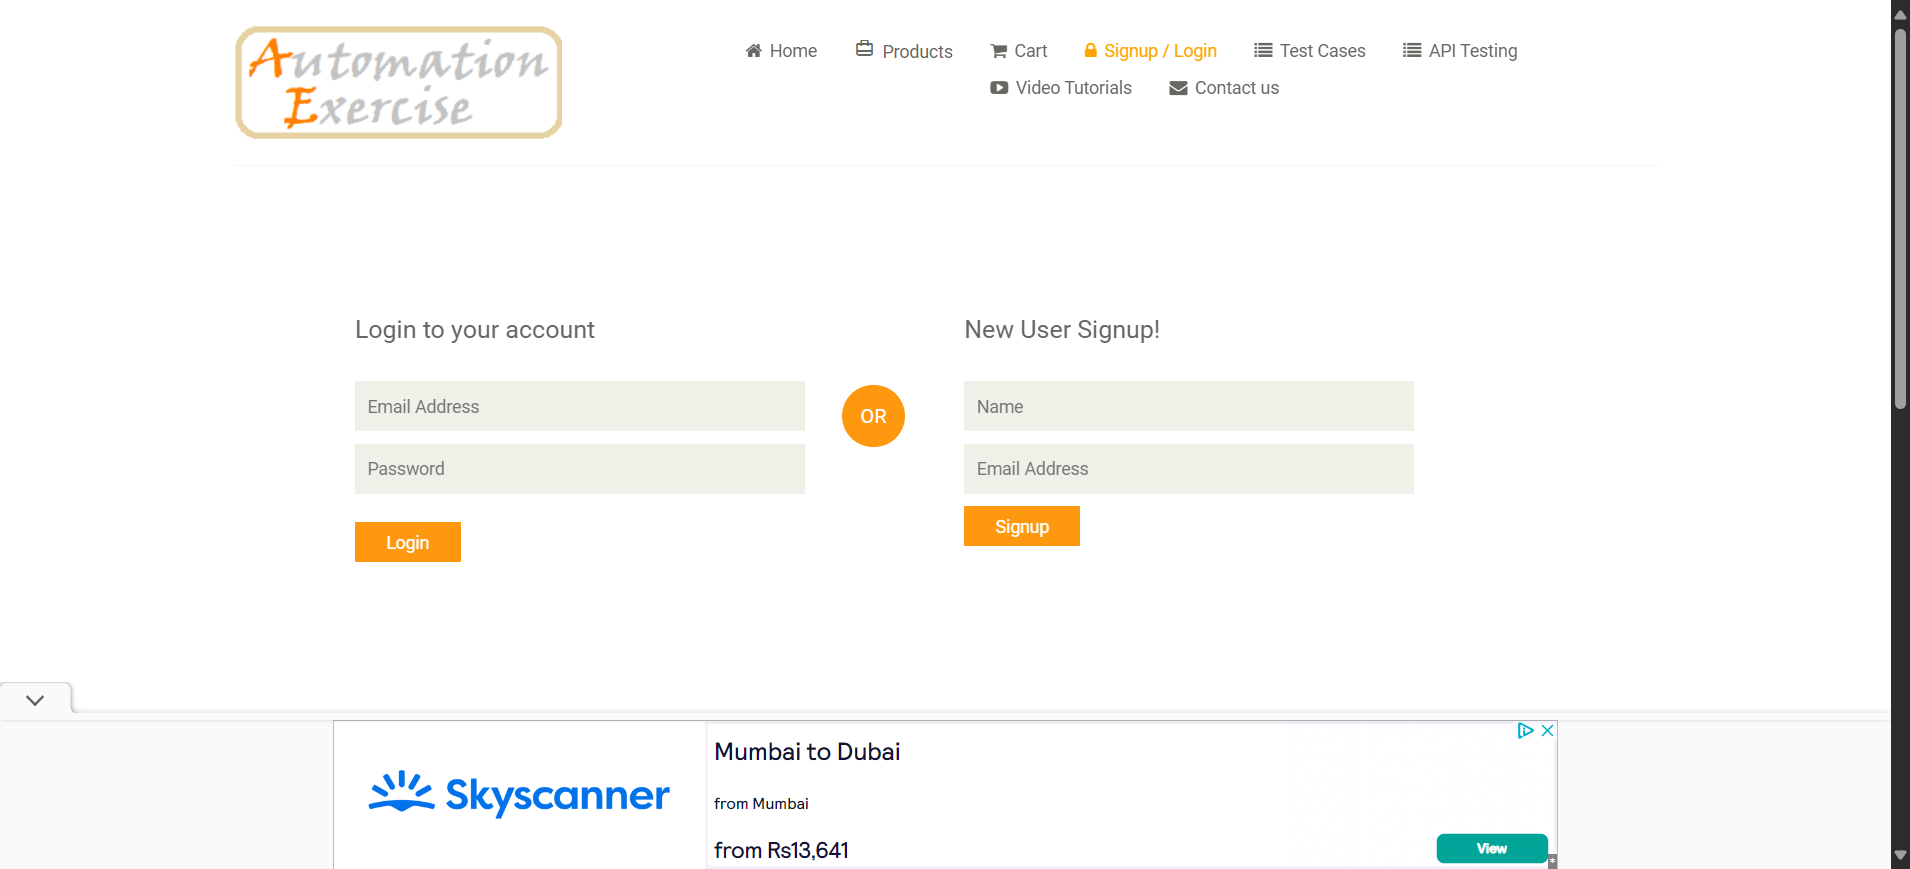 Automation
Exercise
Home Products Cart Signup / Login Test Cases API Testing
Video Tutorials Contact us
Login to your account
Email Address
Password
Login
OR
New User Signup!
Name
Email Address
Signup
Skyscanner
Mumbai to Dubai
from Mumbai
from Rs13,641
View